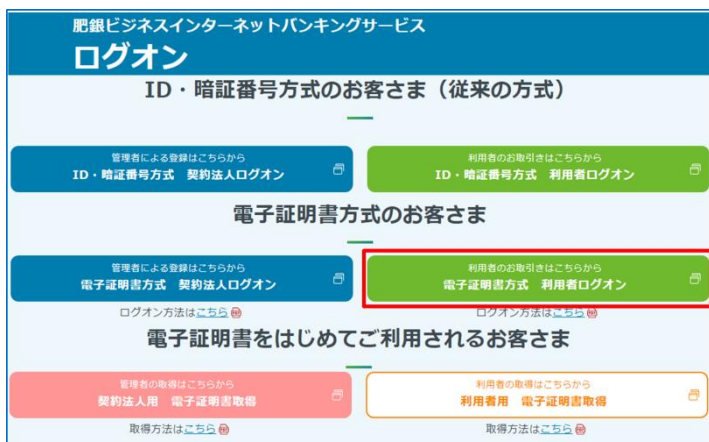 肥銀ビジネスインターネットバンキングサービス
ログオン
ID・暗証番号方式のお客さま（従来の方式）
管理者による登録はこちらから
ID・暗証番号方式　契約法人ログオン
利用者のお取引きはこちらから
ID・暗証番号方式　利用者ログオン
電子証明書方式のお客さま
管理者による登録はこちらから
電子証明書方式　契約法人ログオン
利用者のお取引きはこちらから
電子証明書方式　利用者ログオン
ログオン方法はこちら
ログオン方法はこちら
電子証明書をはじめてご利用されるお客さま
管理者の取得はこちらから
契約法人用　電子証明書取得
利用者の取得はこちらから
利用者用　電子証明書取得
取得方法はこちら
取得方法はこちら